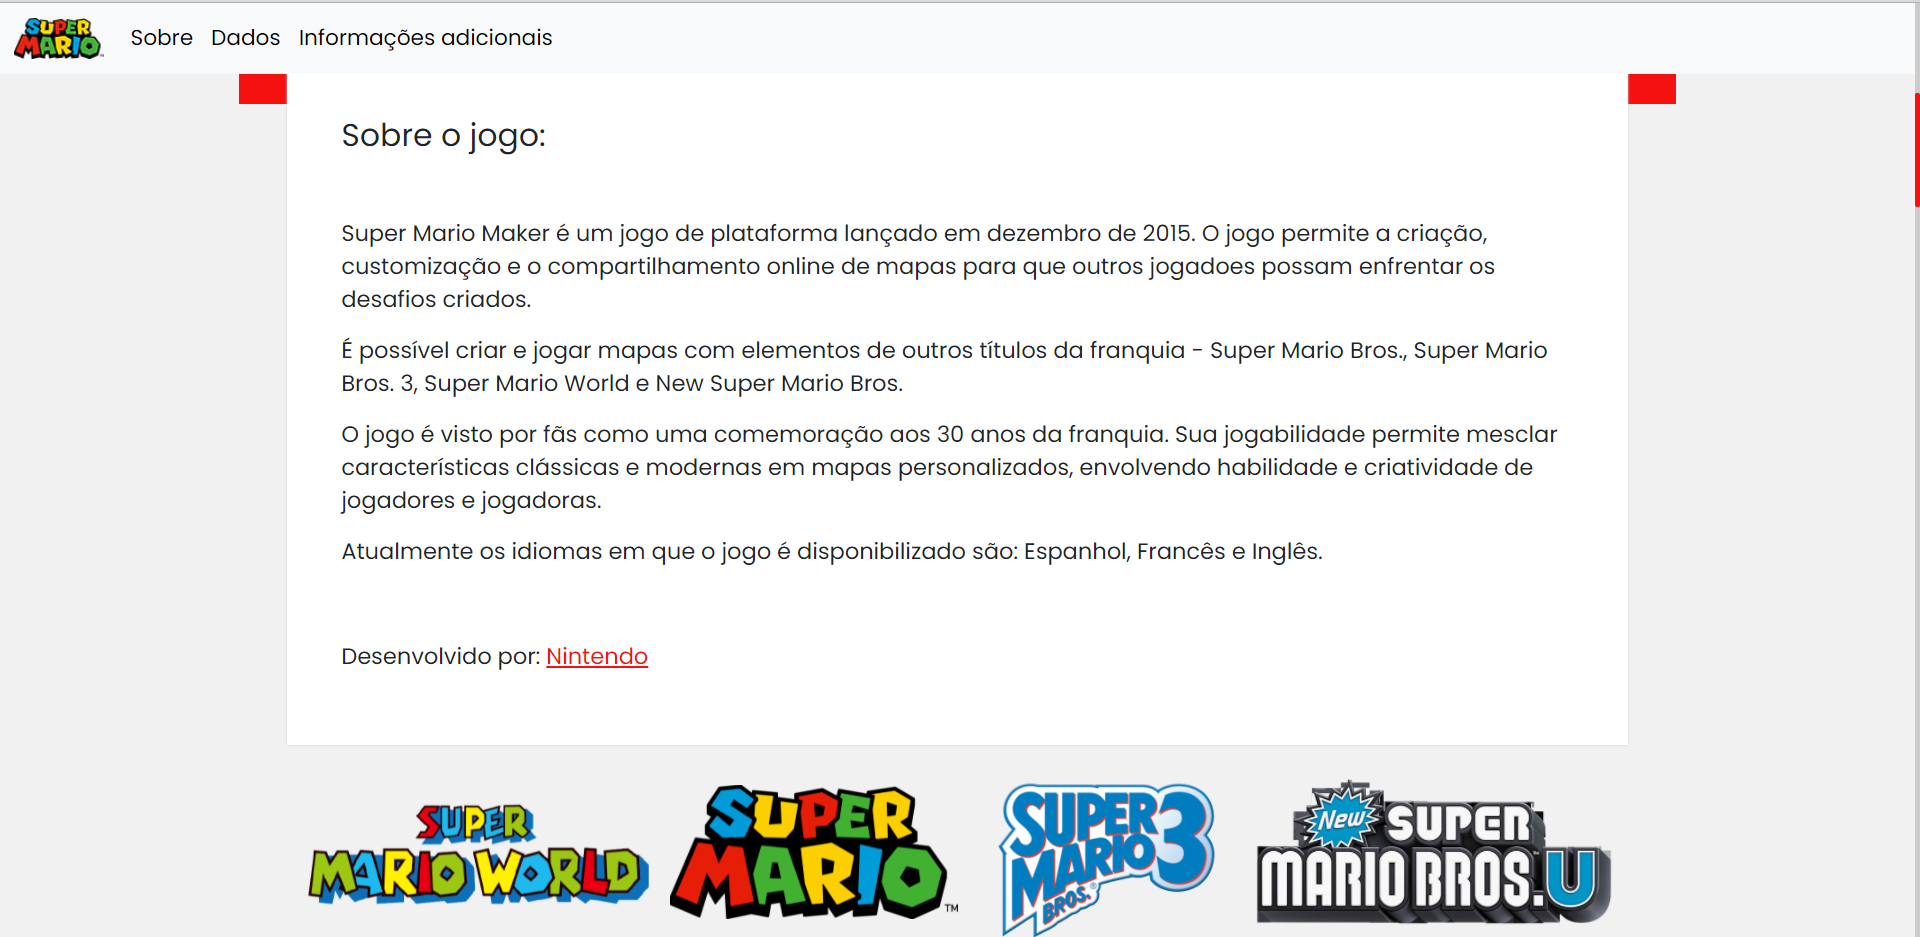 SUPER
MARIO
Sobre Dados Informações adicionais
Sobre o jogo:
Super Mario Maker é um jogo de plataforma lançado em dezembro de 2015. O jogo permite a criação,
customização e o compartilhamento online de mapas para que outros jogadoes possam enfrentar os
desafios criados.
É possível criar e jogar mapas com elementos de outros títulos da franquia - Super Mario Bros., Super Mario
Bros. 3, Super Mario World e New Super Mario Bros.
O jogo é visto por fãs como uma comemoração aos 30 anos da franquia. Sua jogabilidade permite mesclar
características clássicas e modernas em mapas personalizados, envolvendo habilidade e criatividade de
jogadores e jogadoras.
Atualmente os idiomas em que o jogo é disponibilizado são: Espanhol, Francês e Inglês.
Desenvolvido por: Nintendo
SUPER
MARIO WORLD
SUPER
MARIO™
SUPER
MARIO 3
BROS.®
New SUPER
MARIO BROS.U